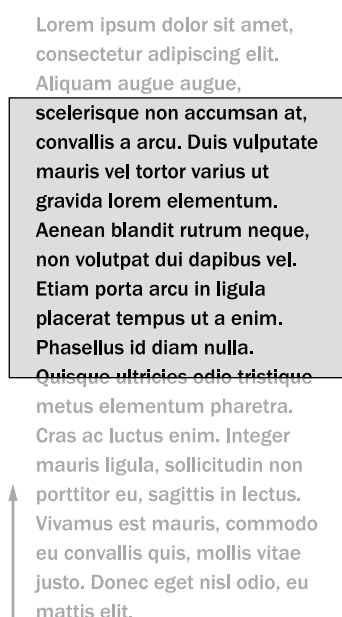 Lorem ipsum dolor sit amet,
consectetur adipiscing elit.
Aliquam augue augue,
scelerisque non accumsan at,
convallis a arcu. Duis vulputate
mauris vel tortor varius ut
gravida lorem elementum.
Aenean blandit rutrum neque,
non volutpat dui dapibus vel.
Etiam porta arcu in ligula
placerat tempus ut a enim.
Phasellus id diam nulla.
Quisque ultricies odio tristique
metus elementum pharetra.
Cras ac luctus enim. Integer
mauris ligula, sollicitudin non
porttitor eu, sagittis in lectus.
Vivamus est mauris, commodo
eu convallis quis, mollis vitae
justo. Donec eget nisl odio, eu
mattis elit.